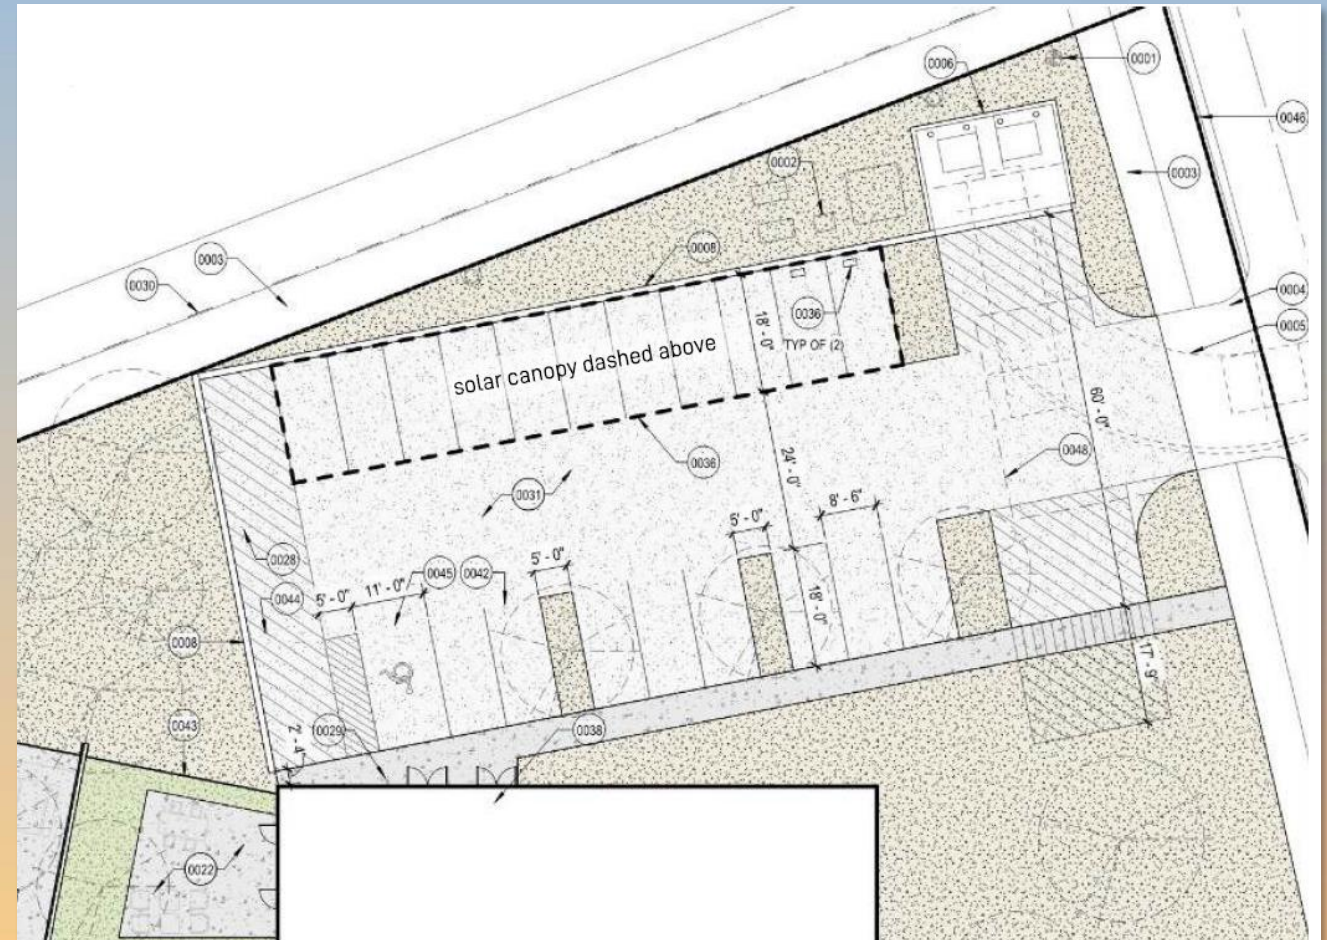 0001
0006
0046
0002
0003
0008
0003
0030
0004
0036
0005
18' - 0"
TYP OF (2)
solar canopy dashed above
60' - 0"
0048
0036
24' - 0"
0031
8' - 6"
5' - 0"
5' - 0"
0028
0045
0042
11' - 0"
5' - 0"
0044
18' - 0"
0008
17' - 9"
0043
0029
0038
2' - 4"
0022